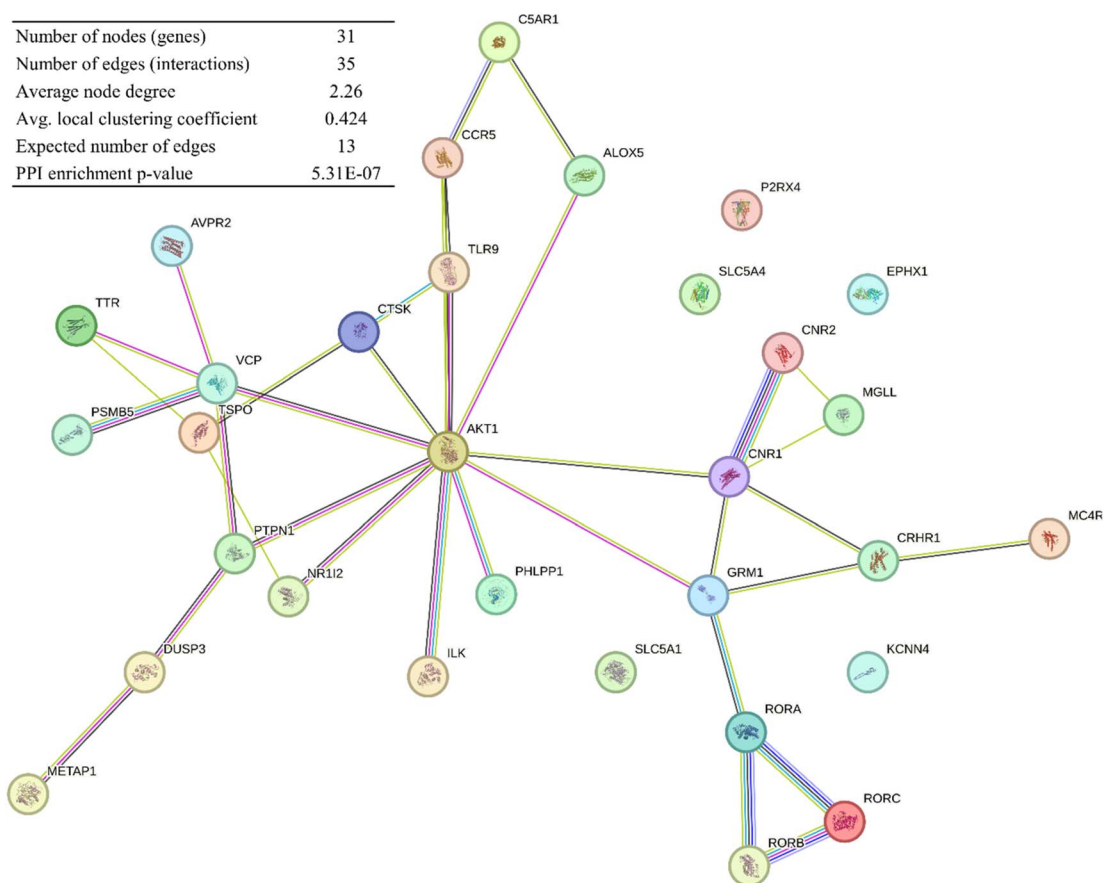 Number of nodes (genes) 31
Number of edges (interactions) 35
Average node degree 2.26
Avg. local clustering coefficient 0.424
Expected number of edges 13
PPI enrichment p-value 5.31E-07
C5AR1
CCR5
ALOX5
P2RX4
AVPR2
TLR9
SLC5A4
EPHX1
TTR
CTSK
CNR2
VCP
MGLL
PSMB5
TSPO
AKT1
CNR1
MC4R
PTPN1
CRHR1
NR1I2
PHLPP1
GRM1
DUSP3
ILK
SLC5A1
KCNN4
RORA
METAP1
RORC
RORB